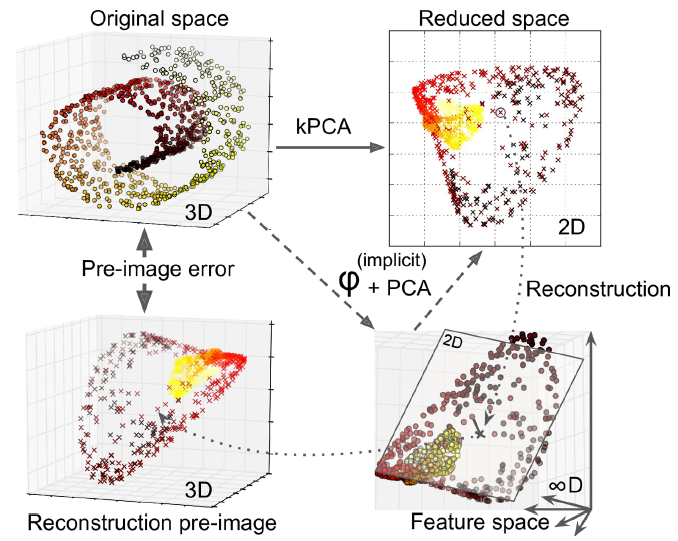 Original space
Reduced space
kPCA
3D
2D
Pre-image error
(implicit)
φ + PCA
Reconstruction
2D
3D
∞D
Reconstruction pre-image
Feature space